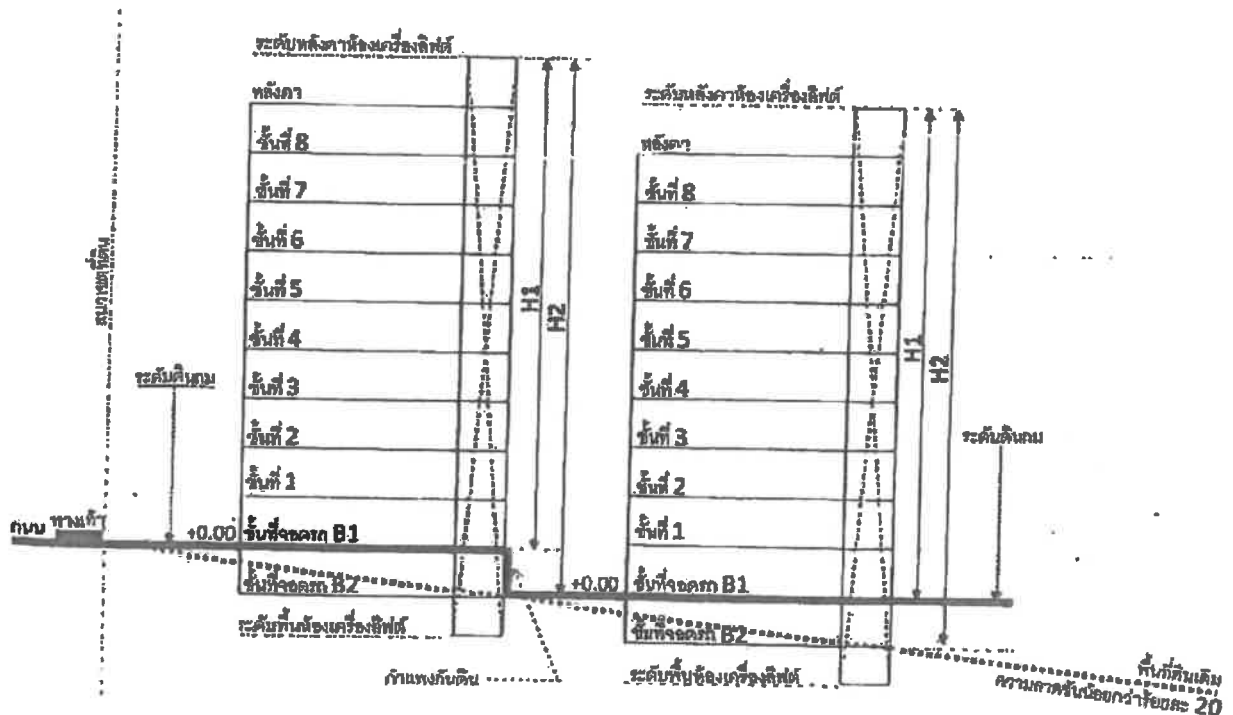 ระดับหลังคาห้องเครื่องลิฟต์
หลังคา
ชั้นที่ 8
ชั้นที่ 7
ชั้นที่ 6
ชั้นที่ 5
ชั้นที่ 4
ชั้นที่ 3
ชั้นที่ 2
ชั้นที่ 1
+0.00 ชั้นที่จอดรถ B1
ชั้นที่จอดรถ B2
ระดับพื้นห้องเครื่องลิฟต์
H1
H2
แนวเขตที่ดิน
ระดับดินถม
ถนน ทางเท้า
กำแพงกันดิน
ระดับหลังคาห้องเครื่องลิฟต์
หลังคา
ชั้นที่ 8
ชั้นที่ 7
ชั้นที่ 6
ชั้นที่ 5
ชั้นที่ 4
ชั้นที่ 3
ชั้นที่ 2
ชั้นที่ 1
+0.00 ชั้นที่จอดรถ B1
ชั้นที่จอดรถ B2
ระดับพื้นห้องเครื่องลิฟต์
H1
H2
ระดับดินถม
พื้นที่ดินเดิม
ความลาดชันน้อยกว่าร้อยละ 20